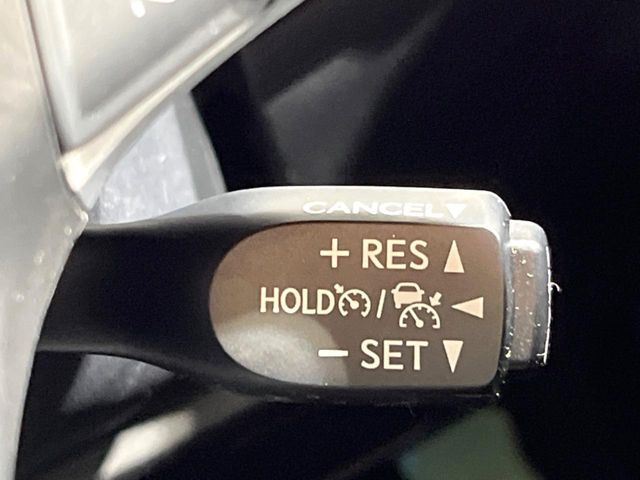 CANCEL▼
+ RES ▲
HOLD / ◀
− SET ▼